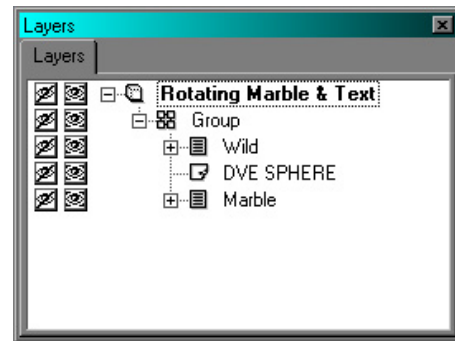 Layers
Layers
Rotating Marble & Text
Group
Wild
DVE SPHERE
Marble